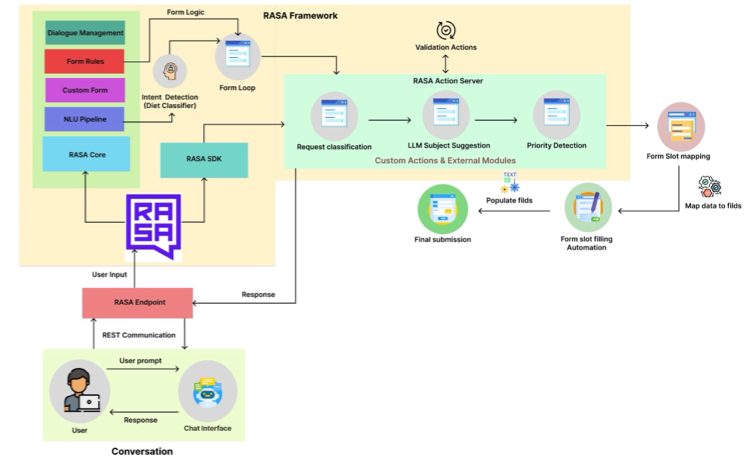 Form Logic
RASA Framework
Dialogue Management
Form Rules
Custom Form
NLU Pipeline
RASA Core
Intent Detection
(Diet Classifier)
Form Loop
RASA SDK
Validation Actions
RASA Action Server
Request classification
LLM Subject Suggestion
Priority Detection
Custom Actions & External Modules
Form Slot mapping
Map data to filds
TEXT
Populate filds
Final submission
Form slot filling
Automation
RASA
User Input
RASA Endpoint
Response
REST Communication
User prompt
Response
User
Chat Interface
Conversation